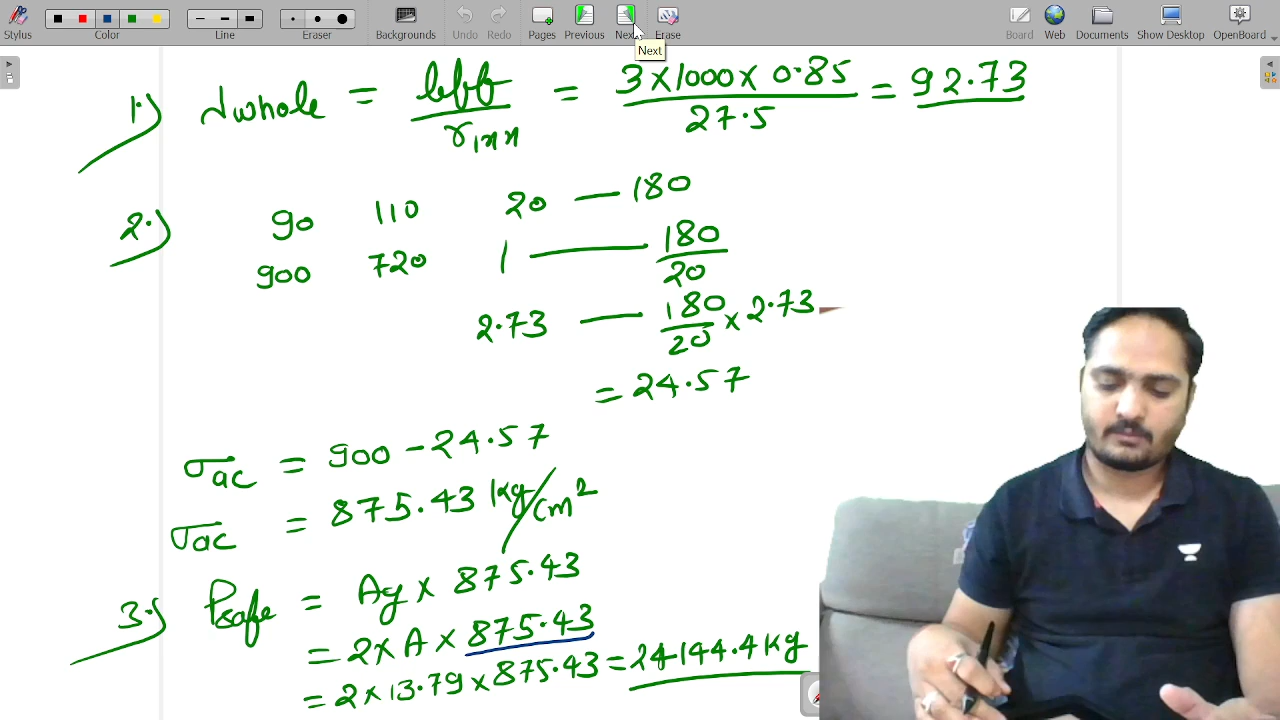 Stylus Color Line Eraser Backgrounds Undo Redo Pages Previous Next Erase Board Web Documents Show Desktop OpenBoard
Next
1.) λ whole = leff / r1xx = 3 × 1000 × 0.85 / 27.5 = 92.73
2.) 90 110 20 — 180
900 720 1 — 180 / 20
2.73 — 180 / 20 × 2.73
= 24.57
σac = 900 - 24.57
σac = 875.43 kg/cm²
3.) Psafe = Ag × 875.43
= 2 × A × 875.43
= 2 × 13.79 × 875.43 = 24144.4 kg